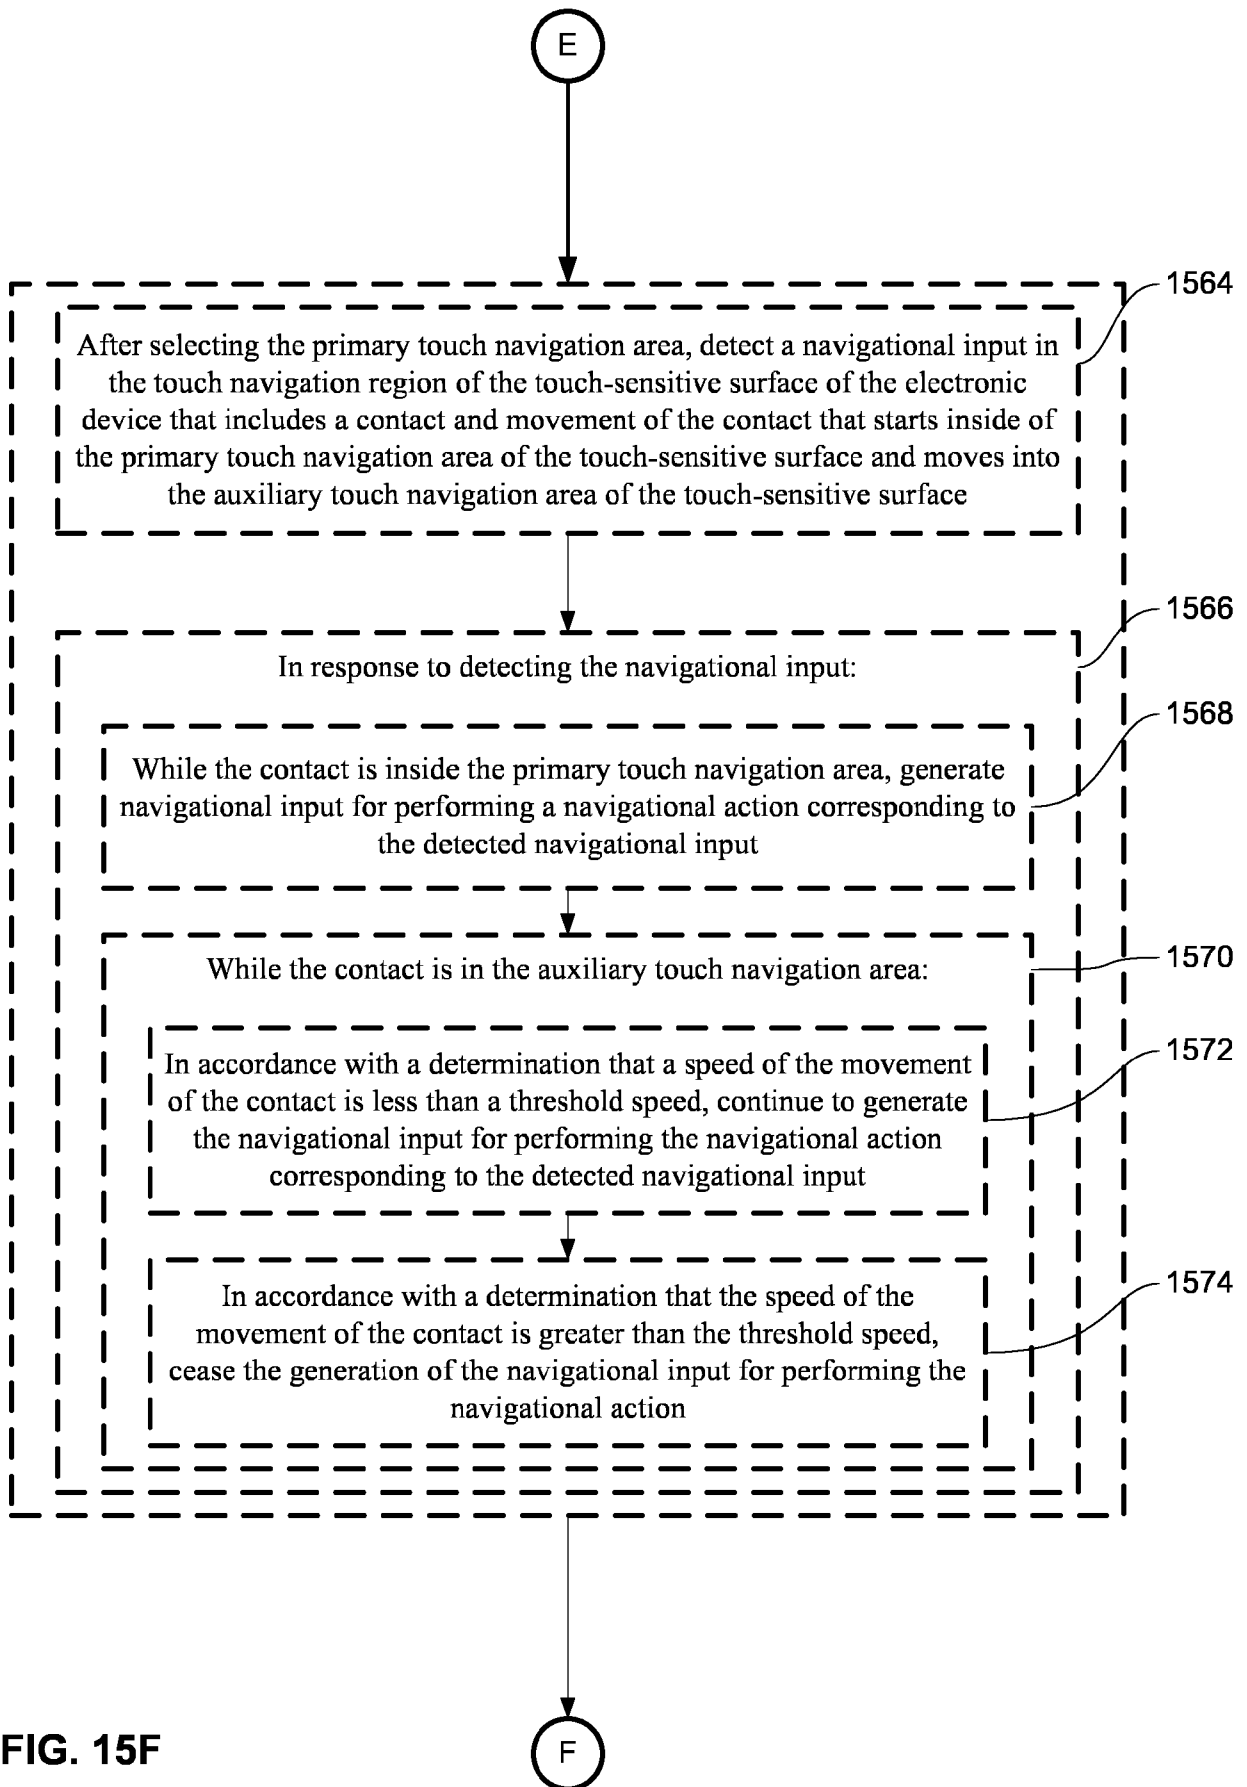 E
1564
After selecting the primary touch navigation area, detect a navigational input in
the touch navigation region of the touch-sensitive surface of the electronic
device that includes a contact and movement of the contact that starts inside of
the primary touch navigation area of the touch-sensitive surface and moves into
the auxiliary touch navigation area of the touch-sensitive surface
1566
In response to detecting the navigational input:
1568
While the contact is inside the primary touch navigation area, generate
navigational input for performing a navigational action corresponding to
the detected navigational input
1570
While the contact is in the auxiliary touch navigation area:
1572
In accordance with a determination that a speed of the movement
of the contact is less than a threshold speed, continue to generate
the navigational input for performing the navigational action
corresponding to the detected navigational input
1574
In accordance with a determination that the speed of the
movement of the contact is greater than the threshold speed,
cease the generation of the navigational input for performing the
navigational action
FIG. 15F
F